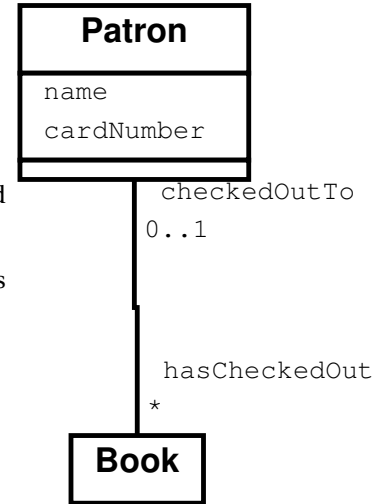 Patron
name
cardNumber
checkedOutTo
0..1
hasCheckedOut
*
Book